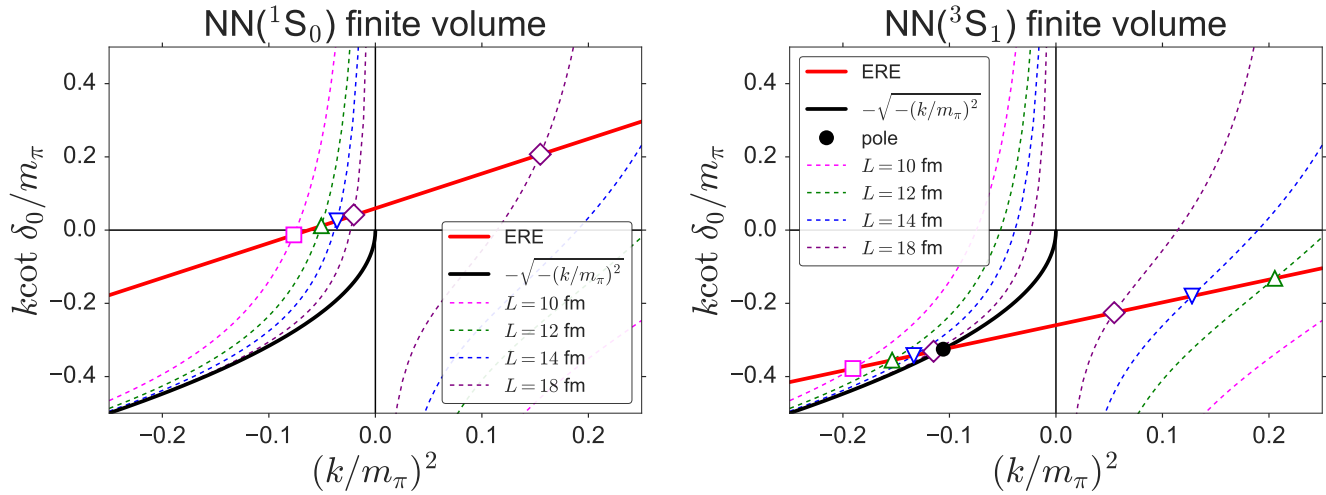 NN(¹S₀) finite volume
kcot δ₀/m_π
0.4
0.2
0.0
−0.2
−0.4
ERE
−√−(k/m_π)²
L = 10 fm
L = 12 fm
L = 14 fm
L = 18 fm
−0.2
−0.1
0.0
0.1
0.2
(k/m_π)²
NN(³S₁) finite volume
kcot δ₀/m_π
0.4
0.2
0.0
−0.2
−0.4
ERE
−√−(k/m_π)²
pole
L = 10 fm
L = 12 fm
L = 14 fm
L = 18 fm
−0.2
−0.1
0.0
0.1
0.2
(k/m_π)²